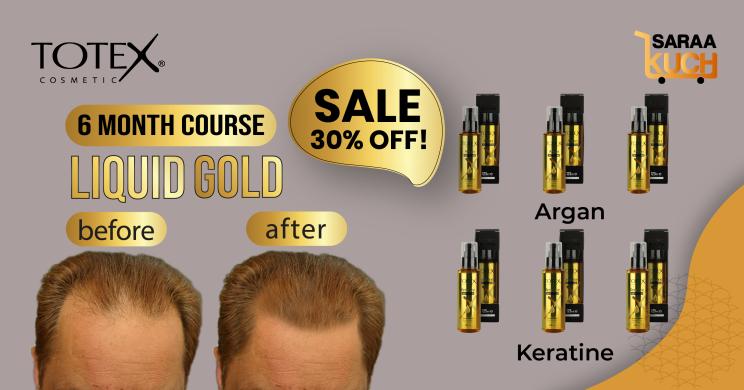 TOTEX®
COSMETIC
SARAA
KUCH
6 MONTH COURSE
LIQUID GOLD
SALE
30% OFF!
before
after
Argan
Keratine